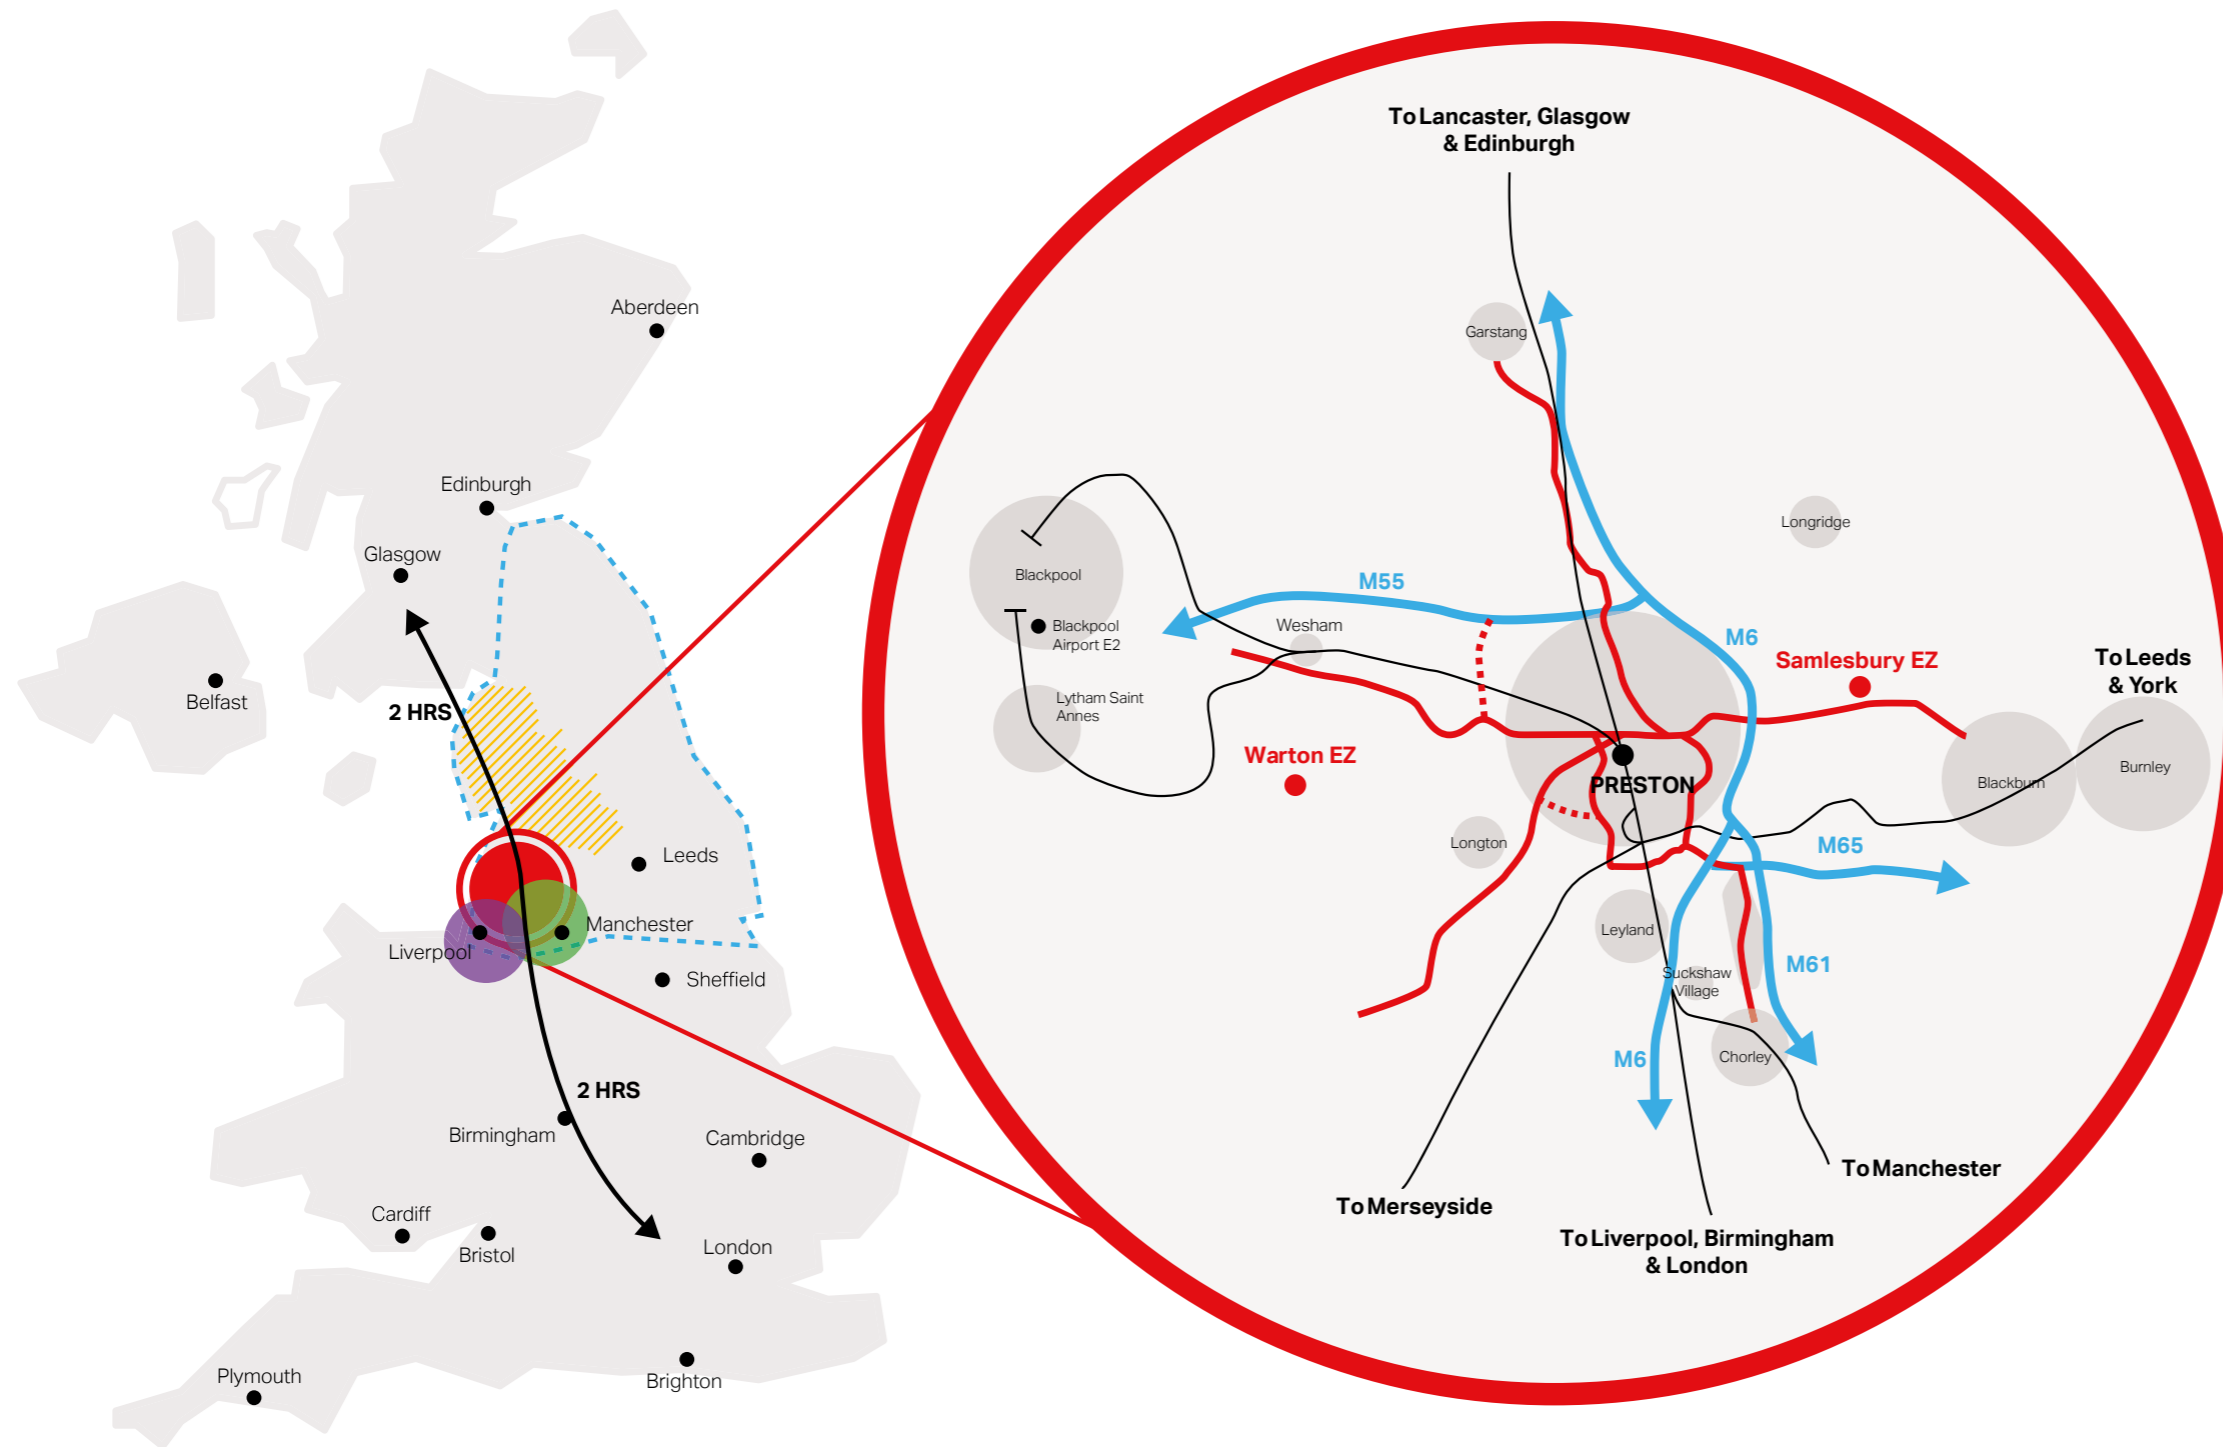 Aberdeen
Edinburgh
Glasgow
Belfast
2 HRS
Leeds
Manchester
Liverpool
Sheffield
2 HRS
Birmingham
Cambridge
Cardiff
Bristol
London
Brighton
Plymouth
To Lancaster, Glasgow
& Edinburgh
Garstang
Longridge
Blackpool
M55
Blackpool
Airport E2
Wesham
M6
Samlesbury EZ
To Leeds
& York
Lytham Saint
Annes
Warton EZ
PRESTON
Blackburn
Burnley
Longton
M65
Leyland
Suckshaw
Village
M61
M6
Chorley
To Manchester
To Merseyside
To Liverpool, Birmingham
& London